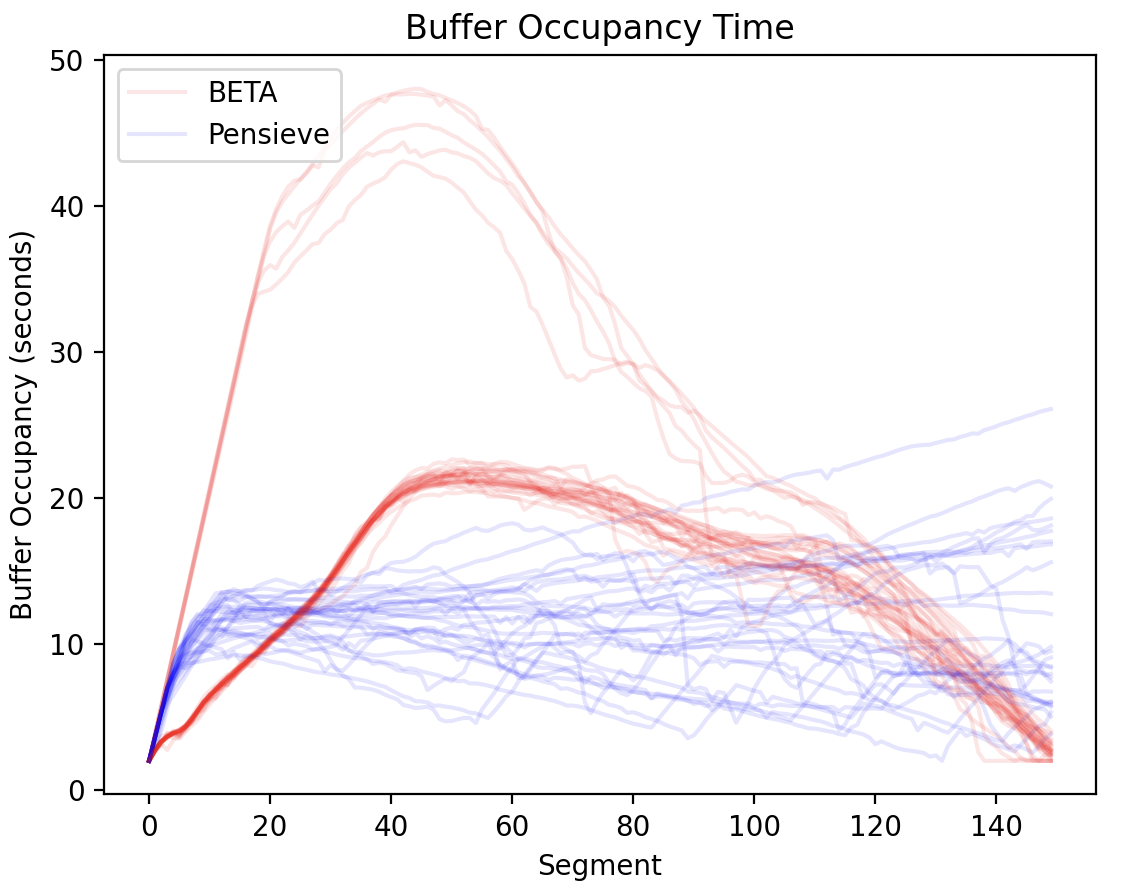 Buffer Occupancy Time
BETA
Pensieve
Buffer Occupancy (seconds)
50
40
30
20
10
0
0 20 40 60 80 100 120 140
Segment